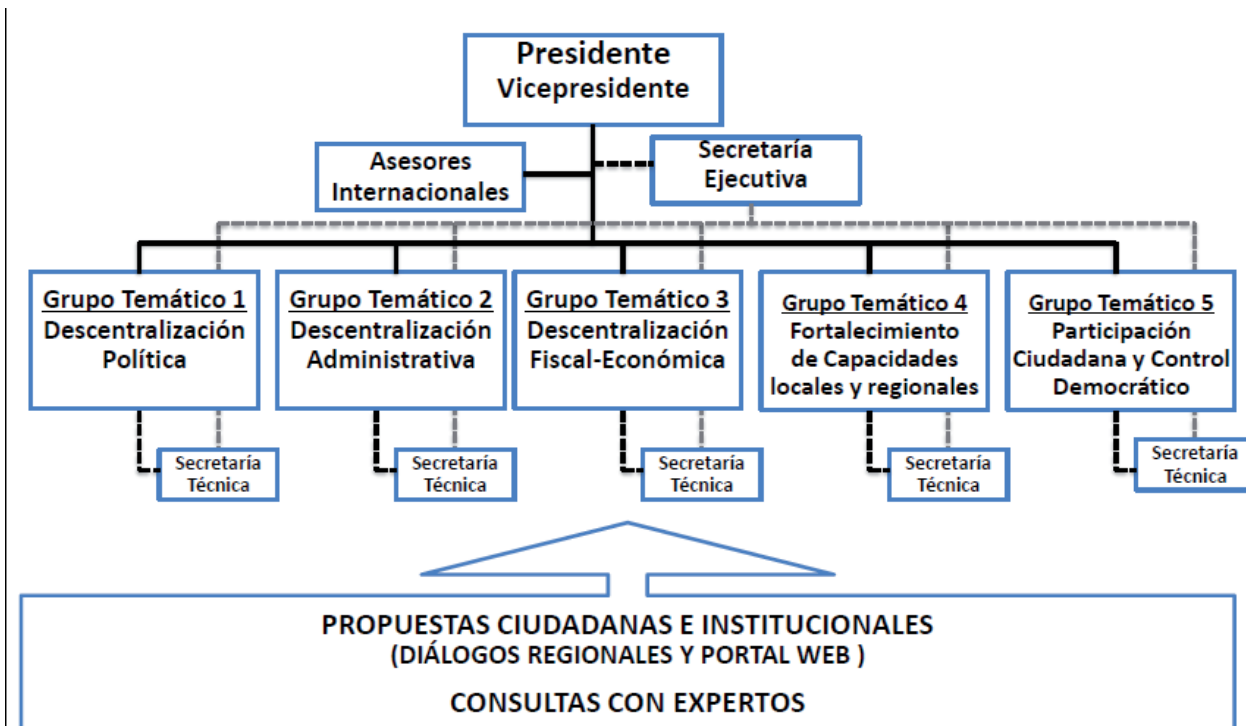 Presidente
Vicepresidente
Asesores
Internacionales
Secretaría
Ejecutiva
Grupo Temático 1
Descentralización
Política
Grupo Temático 2
Descentralización
Administrativa
Grupo Temático 3
Descentralización
Fiscal-Económica
Grupo Temático 4
Fortalecimiento
de Capacidades
locales y regionales
Grupo Temático 5
Participación
Ciudadana y Control
Democrático
Secretaría
Técnica
Secretaría
Técnica
Secretaría
Técnica
Secretaría
Técnica
Secretaría
Técnica
PROPUESTAS CIUDADANAS E INSTITUCIONALES
(DIÁLOGOS REGIONALES Y PORTAL WEB )
CONSULTAS CON EXPERTOS